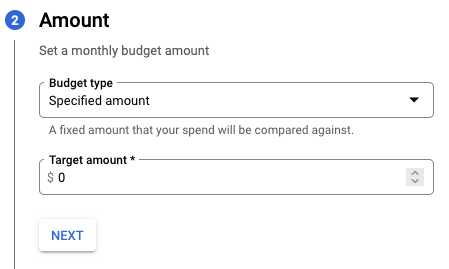 2 Amount
Set a monthly budget amount
Budget type
Specified amount
A fixed amount that your spend will be compared against.
Target amount *
$ 0
NEXT